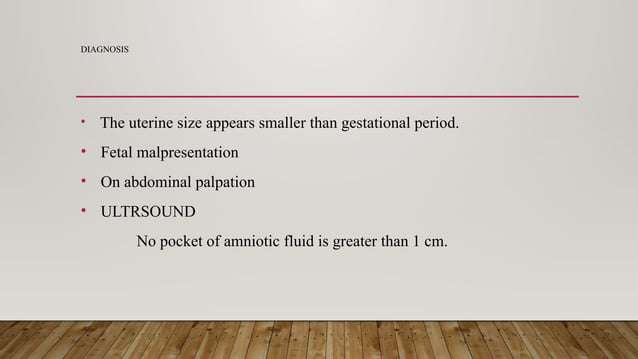 DIAGNOSIS
• The uterine size appears smaller than gestational period.
• Fetal malpresentation
• On abdominal palpation
• ULTRSOUND
No pocket of amniotic fluid is greater than 1 cm.